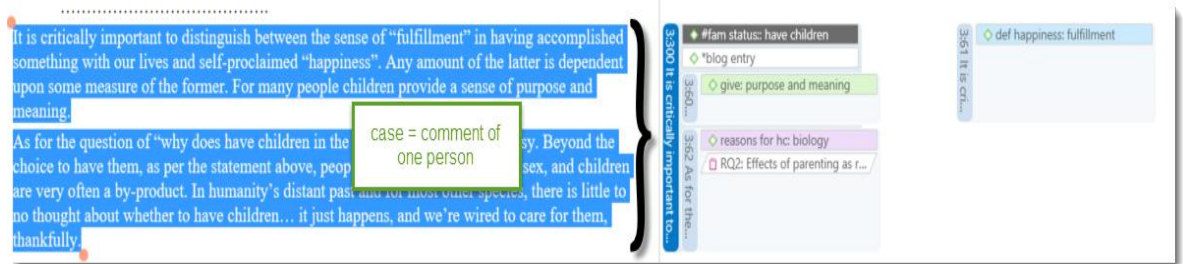 It is critically important to distinguish between the sense of “fulfillment” in having accomplished
something with our lives and self-proclaimed “happiness”. Any amount of the latter is dependent
upon some measure of the former. For many people children provide a sense of purpose and
meaning.
As for the question of “why does have children in the sy. Beyond the
choice to have them, as per the statement above, peop sex, and children
are very often a by-product. In humanity’s distant past and for most other species, there is little to
no thought about whether to have children… it just happens, and we’re wired to care for them,
thankfully.
case = comment of
one person
3:300 It is critically important to...
#fam status:: have children
*blog entry
3:60...
give: purpose and meaning
3:62 As for the...
reasons for hc: biology
RQ2: Effects of parenting as r...
3:61 It is cri...
def happiness: fulfillment